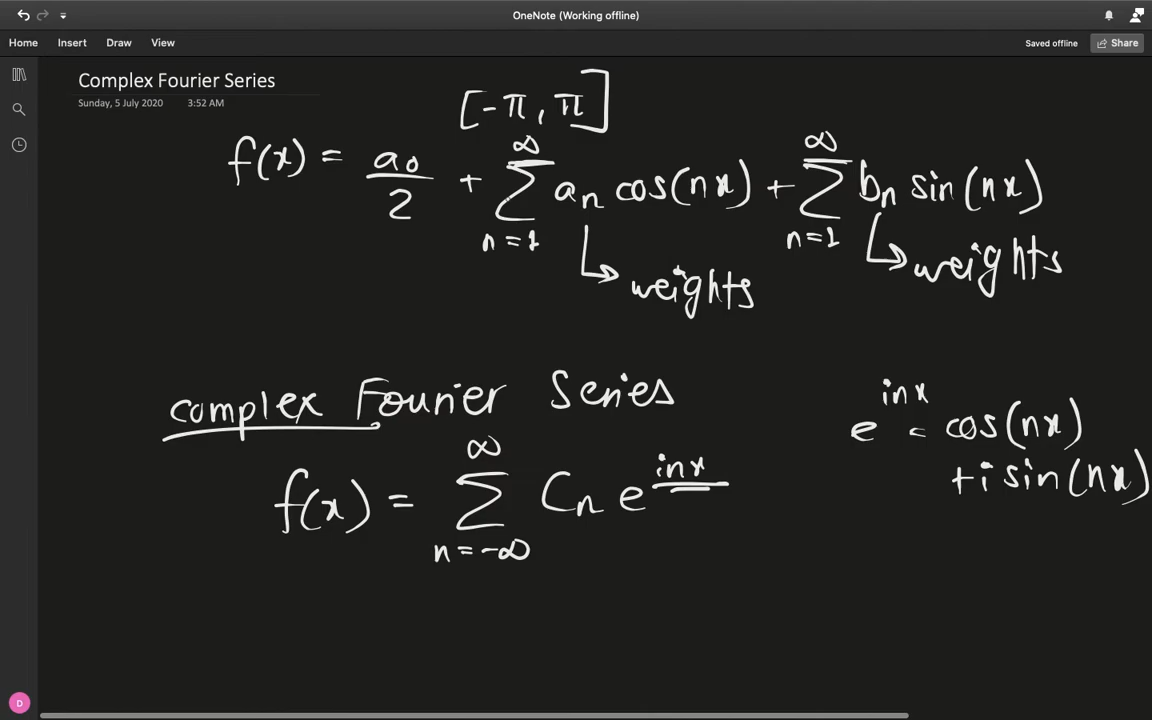 OneNote (Working offline)
Home Insert Draw View
Saved offline Share
Complex Fourier Series
Sunday, 5 July 2020 3:52 AM
[-π, π]
f(x) = a₀/2 + ∑_{n=1}^{∞} aₙ cos(nx) + ∑_{n=1}^{∞} bₙ sin(nx)
↳ weights ↳ weights
complex Fourier Series
f(x) = ∑_{n=-∞}^{∞} Cₙ e^{inx}
e^{inx} = cos(nx)
+ i sin(nx)
D